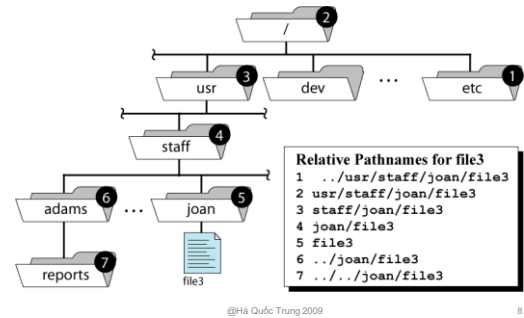 / 2
usr 3 dev ... etc 1
staff 4
adams 6 ... joan 5
reports 7
file3
Relative Pathnames for file3
1 ../usr/staff/joan/file3
2 usr/staff/joan/file3
3 staff/joan/file3
4 joan/file3
5 file3
6 ../joan/file3
7 ../../joan/file3
@Hà Quốc Trung 2009 8